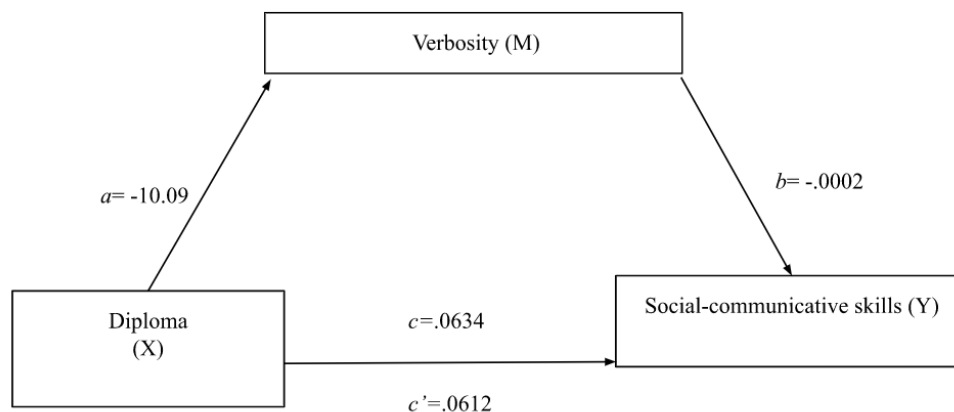 Verbosity (M)
a= -10.09
b= -.0002
Diploma
(X)
c=.0634
Social-communicative skills (Y)
c’=.0612